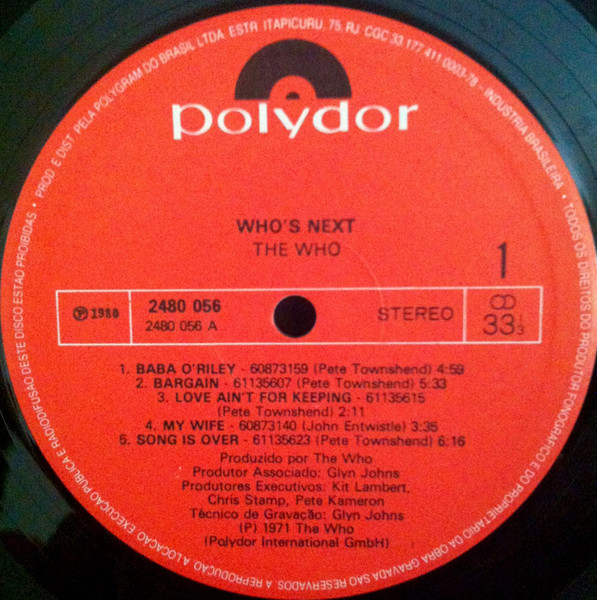 • PROD. E DIST. PELA POLYGRAM DO BRASIL LTDA. ESTR. ITAPICURU, 75, RJ. CGC 33.177.411.0003-78 - INDUSTRIA BRASILEIRA • TODOS OS DIREITOS DO PRODUTOR FONOGRÁFICO E DO PROPRIETARIO DA OBRA GRAVADA SÃO RESERVADOS. A REPRODUÇÃO, A LOCAÇÃO, EXECUÇÃO PUBLICA E RADIODIFUSÃO DESTE DISCO ESTÃO PROIBIDAS
polydor
WHO'S NEXT
THE WHO
1
℗ 1980
2480 056
2480 056 A
STEREO
33 1/3
1. BABA O'RILEY - 60873159 (Pete Townshend) 4:59
2. BARGAIN - 61135607 (Pete Townshend) 5:33
3. LOVE AIN'T FOR KEEPING - 61135615
(Pete Townshend) 2:11
4. MY WIFE - 60873140 (John Entwistle) 3:35
5. SONG IS OVER - 61135623 (Pete Townshend) 6:16
Produzido por The Who
Produtor Associado: Glyn Johns
Produtores Executivos: Kit Lambert,
Chris Stamp, Pete Kameron
Técnico de Gravação: Glyn Johns
(P) 1971 The Who
(Polydor International GmbH)